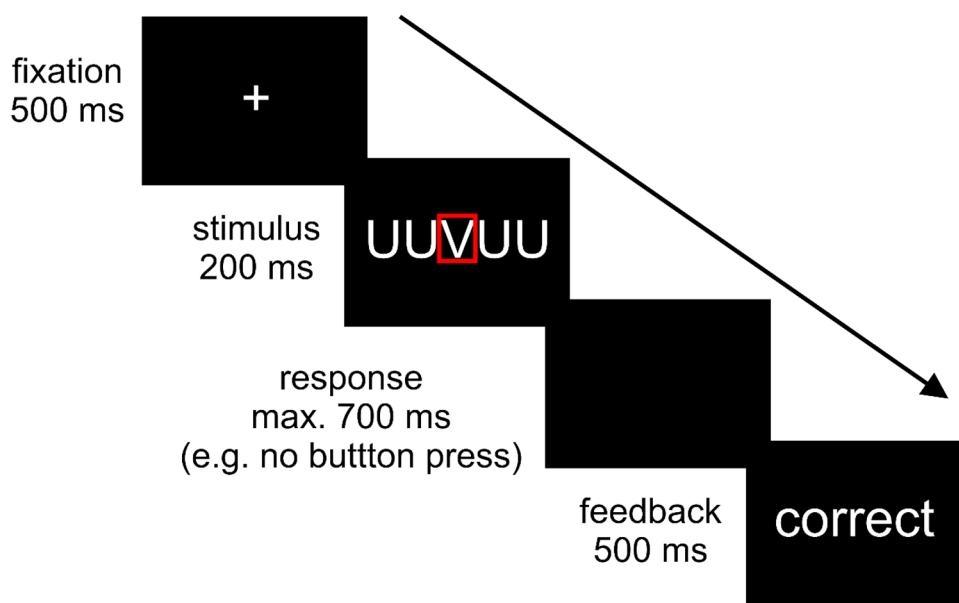 fixation
500 ms
+
stimulus
200 ms
UUVUU
response
max. 700 ms
(e.g. no buttton press)
feedback
500 ms
correct